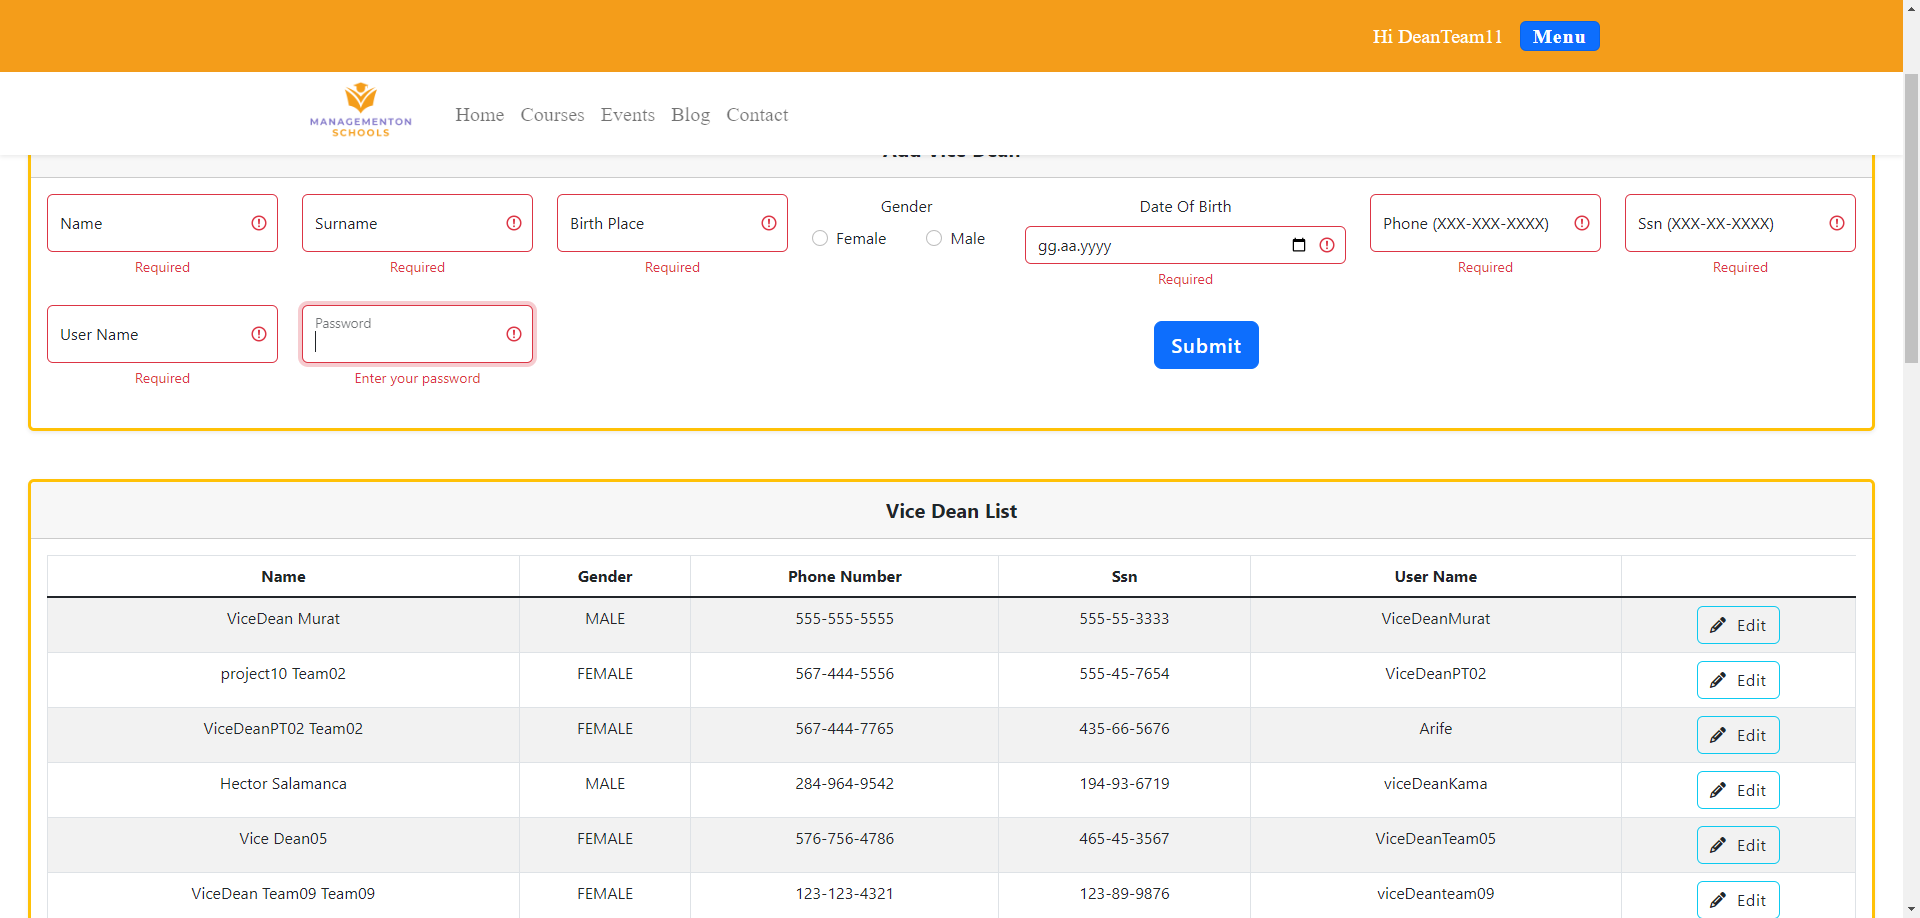 Hi DeanTeam11 Menu
MANAGEMENTON
SCHOOLS
Home Courses Events Blog Contact
Add Vice Dean
Gender
Date Of Birth
Name Surname Birth Place Female Male gg.aa.yyyy Phone (XXX-XXX-XXXX) Ssn (XXX-XX-XXXX)
Required Required Required Required Required Required
User Name Password
Submit
Required Enter your password
Vice Dean List
Name Gender Phone Number Ssn User Name
ViceDean Murat MALE 555-555-5555 555-55-3333 ViceDeanMurat Edit
project10 Team02 FEMALE 567-444-5556 555-45-7654 ViceDeanPT02 Edit
ViceDeanPT02 Team02 FEMALE 567-444-7765 435-66-5676 Arife Edit
Hector Salamanca MALE 284-964-9542 194-93-6719 viceDeanKama Edit
Vice Dean05 FEMALE 576-756-4786 465-45-3567 ViceDeanTeam05 Edit
ViceDean Team09 Team09 FEMALE 123-123-4321 123-89-9876 viceDeanteam09 Edit